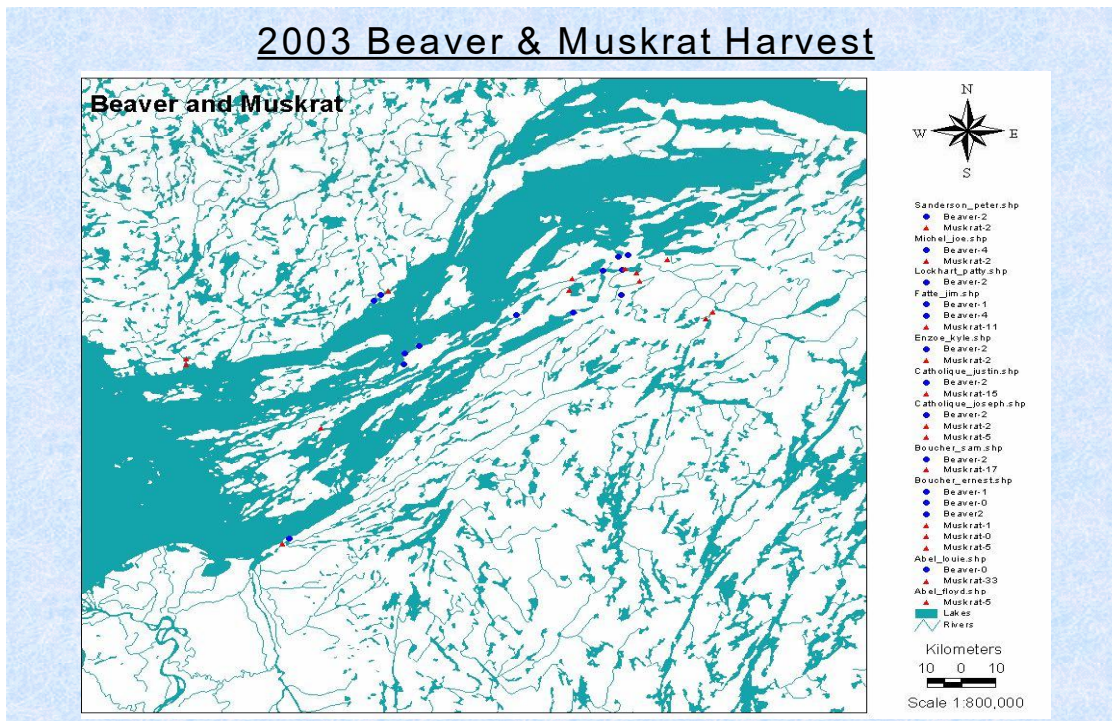 2003 Beaver & Muskrat Harvest
Beaver and Muskrat
N
W E
S
Sanderson_peter.shp
Beaver-2
Muskrat-2
Michel_joe.shp
Beaver-4
Muskrat-2
Lockhart_patty.shp
Beaver-2
Fatte_jim.shp
Beaver-1
Beaver-4
Muskrat-11
Enzoe_kyle.shp
Beaver-2
Muskrat-2
Catholique_justin.shp
Beaver-2
Muskrat-15
Catholique_joseph.shp
Beaver-2
Muskrat-2
Muskrat-5
Boucher_sam.shp
Beaver-2
Muskrat-17
Boucher_ernest.shp
Beaver-1
Beaver-0
Beaver2
Muskrat-1
Muskrat-0
Muskrat-5
Abel_louie.shp
Beaver-0
Muskrat-33
Abel_floyd.shp
Muskrat-5
Lakes
Rivers
Kilometers
10 0 10
Scale 1:800,000